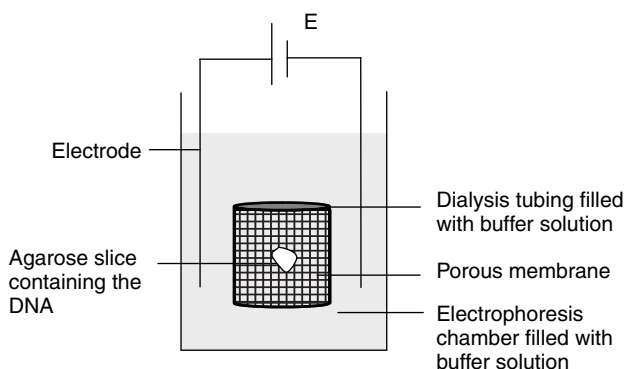 E
Electrode
Agarose slice
containing the
DNA
Dialysis tubing filled
with buffer solution
Porous membrane
Electrophoresis
chamber filled with
buffer solution